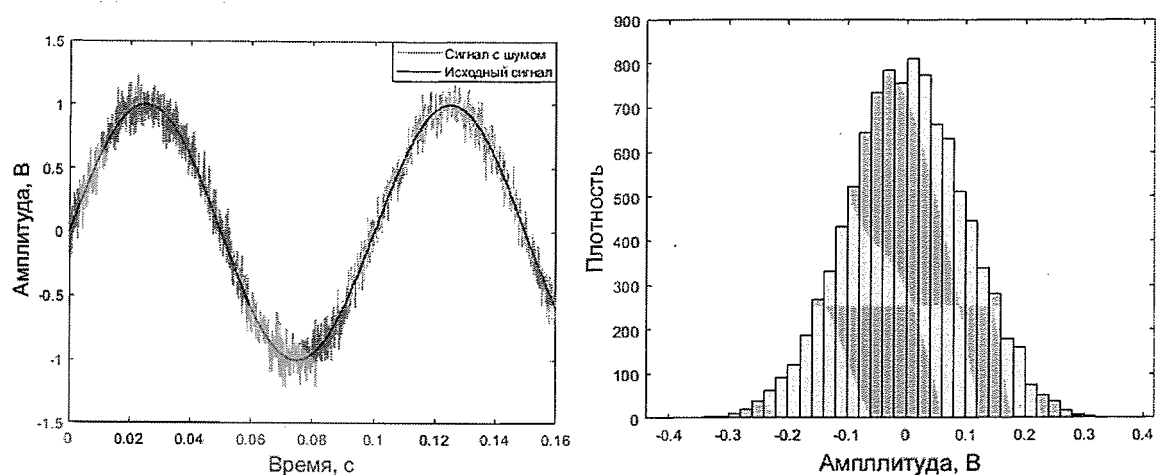 1.5
1
0.5
0
-0.5
-1
-1.5
Амплитуда, В
Сигнал с шумом
Исходный сигнал
0 0.02 0.04 0.06 0.08 0.1 0.12 0.14 0.16
Время, с
900
800
700
600
500
400
300
200
100
0
Плотность
-0.4 -0.3 -0.2 -0.1 0 0.1 0.2 0.3 0.4
Ампллитуда, В